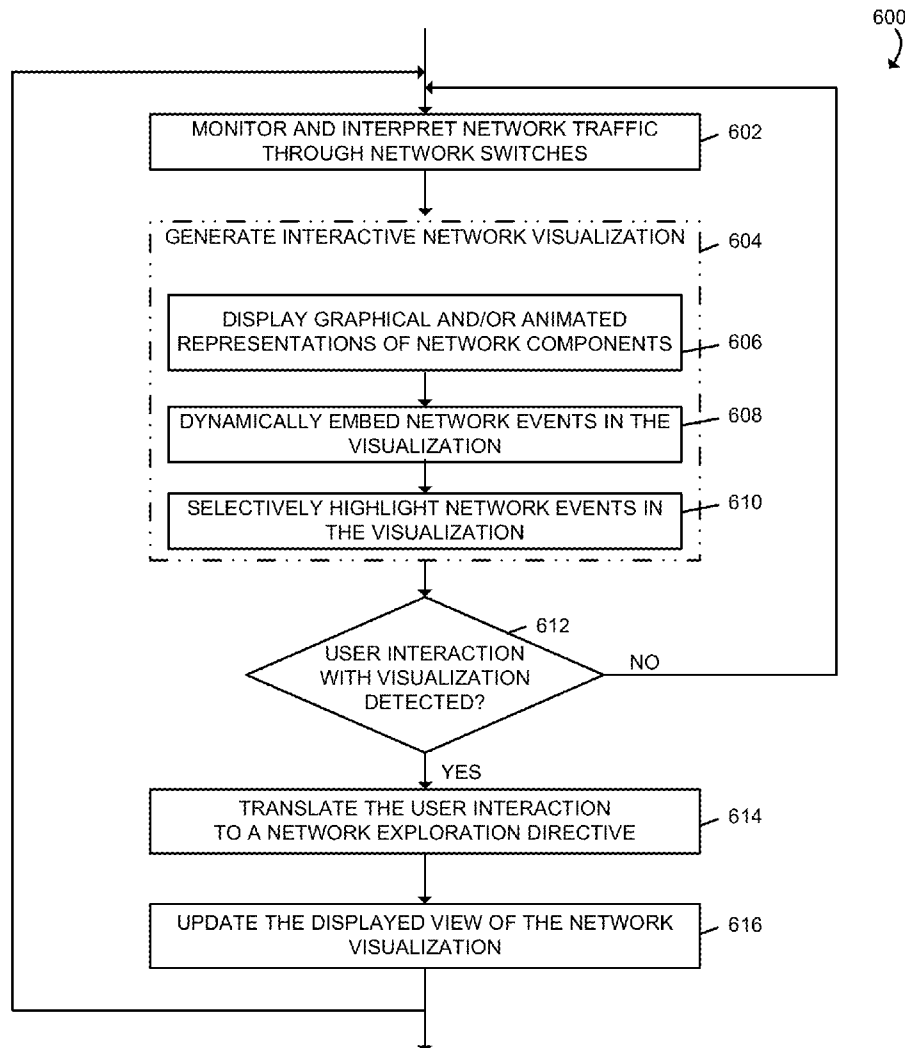 600
MONITOR AND INTERPRET NETWORK TRAFFIC
THROUGH NETWORK SWITCHES
602
GENERATE INTERACTIVE NETWORK VISUALIZATION
604
DISPLAY GRAPHICAL AND/OR ANIMATED
REPRESENTATIONS OF NETWORK COMPONENTS
606
DYNAMICALLY EMBED NETWORK EVENTS IN THE
VISUALIZATION
608
SELECTIVELY HIGHLIGHT NETWORK EVENTS IN
THE VISUALIZATION
610
612
USER INTERACTION
WITH VISUALIZATION
DETECTED?
NO
YES
TRANSLATE THE USER INTERACTION
TO A NETWORK EXPLORATION DIRECTIVE
614
UPDATE THE DISPLAYED VIEW OF THE NETWORK
VISUALIZATION
616